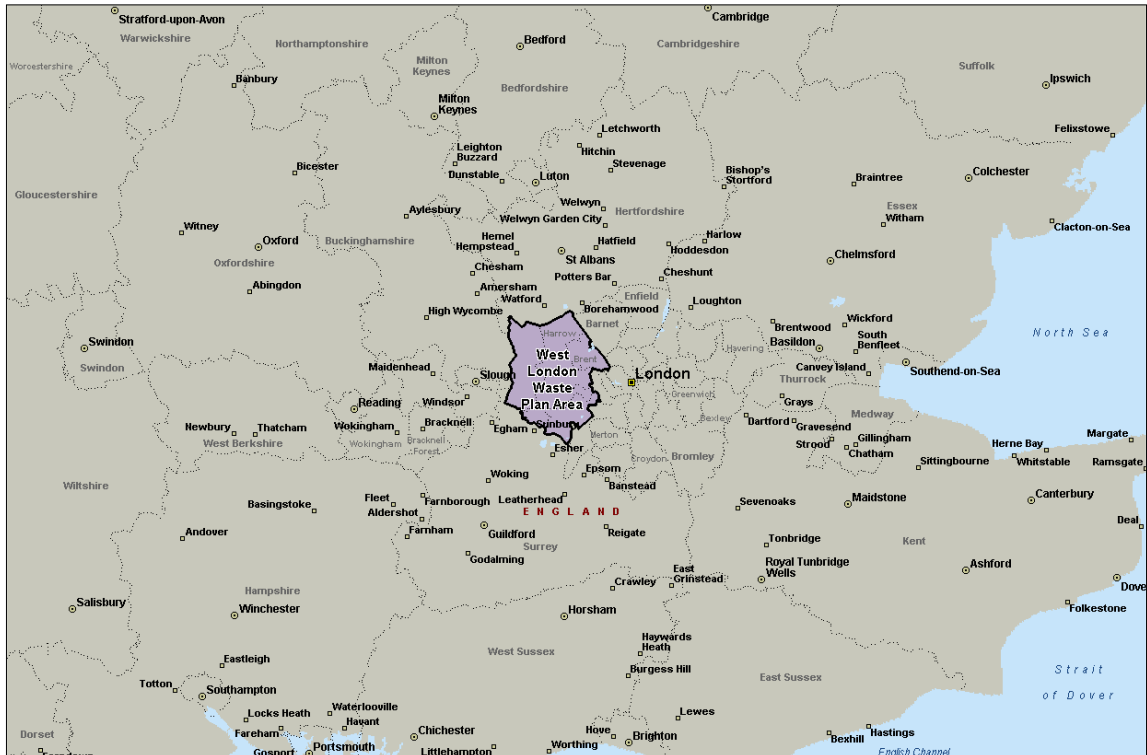 Stratford-upon-Avon
Cambridge
Warwickshire
Northamptonshire
Bedford
Cambridgeshire
Worcestershire
Milton
Keynes
Suffolk
Banbury
Ipswich
Bedfordshire
Milton
Keynes
Letchworth
Felixstowe
Hitchin
Leighton
Buzzard
Stevenage
Bicester
Dunstable
Luton
Bishop's
Stortford
Braintree
Colchester
Gloucestershire
Welwyn
Essex
Aylesbury
Welwyn Garden City
Hertfordshire
Witham
Witney
Clacton-on-Sea
Buckinghamshire
Hemel
Hempstead
Hatfield
Harlow
Oxford
Hoddesdon
St Albans
Chelmsford
Oxfordshire
Chesham
Potters Bar
Cheshunt
Abingdon
Amersham
Enfield
Watford
Borehamwood
Loughton
High Wycombe
Barnet
Brentwood
Wickford
North Sea
Harrow
Swindon
Basildon
South
Benfleet
Havering
West
London
Waste
Plan Area
Brent
Swindon
Maidenhead
Slough
London
Canvey Island
Southend-on-Sea
Thurrock
Windsor
Greenwich
Grays
Reading
Medway
Newbury
Thatcham
Wokingham
Bracknell
Egham
Sunbury
Bexley
Dartford
Gravesend
West Berkshire
Wokingham
Bracknell
Forest
Merton
Strood
Gillingham
Chatham
Herne Bay
Margate
Esher
Croydon
Bromley
Whitstable
Ramsgate
Wiltshire
Woking
Epsom
Banstead
Sittingbourne
Basingstoke
Fleet
Farnborough
Leatherhead
Sevenoaks
Maidstone
Canterbury
Aldershot
ENGLAND
Deal
Andover
Farnham
Guildford
Reigate
Surrey
Tonbridge
Kent
Godalming
Royal Tunbridge
Wells
Ashford
East
Grinstead
Crawley
Dove
Hampshire
Salisbury
Winchester
Horsham
Folkestone
Haywards
Heath
West Sussex
Eastleigh
Burgess Hill
East Sussex
Strait
of Dover
Totton
Southampton
Locks Heath
Waterlooville
Lewes
Fareham
Havant
Chichester
Hove
Hastings
Dorset
Bexhill
Gosport
Portsmouth
Littlehampton
Worthing
Brighton
English Channel